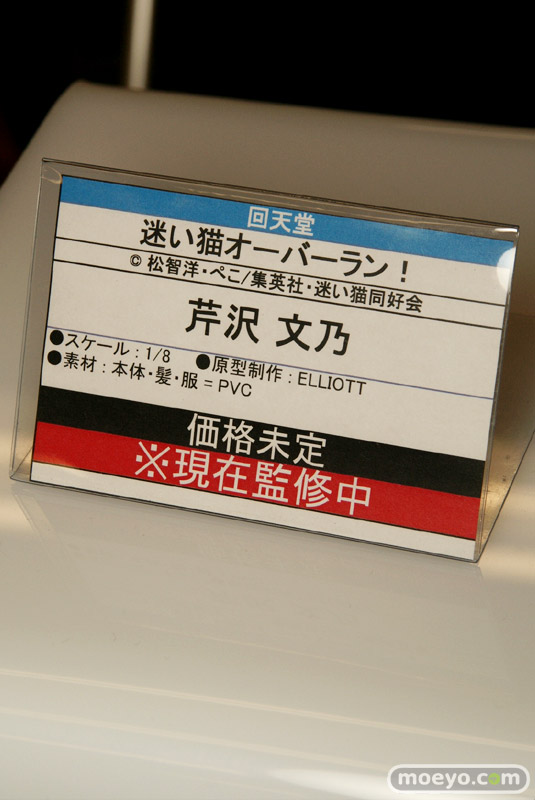 回天堂
迷い猫オーバーラン！
© 松智洋・ぺこ/集英社・迷い猫同好会
芹沢 文乃
●スケール：1/8 ●原型制作：ELLIOTT
●素材：本体・髪・服＝PVC
価格未定
※現在監修中
moeyo.com